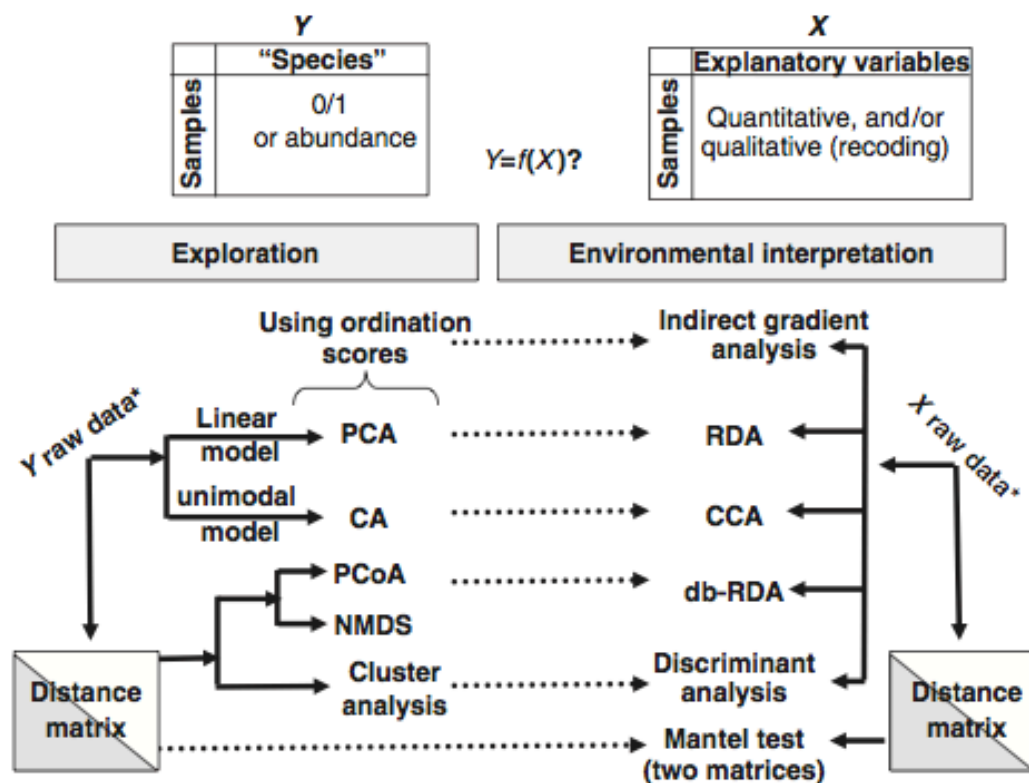 Y
X
“Species”
Samples
0/1
or abundance
Y=f(X)?
Explanatory variables
Samples
Quantitative, and/or
qualitative (recoding)
Exploration
Environmental interpretation
Using ordination
scores
Indirect gradient
analysis
Y raw data*
Linear
model
PCA
RDA
X raw data*
unimodal
model
CA
CCA
PCoA
db-RDA
NMDS
Distance
matrix
Cluster
analysis
Discriminant
analysis
Distance
matrix
Mantel test
(two matrices)